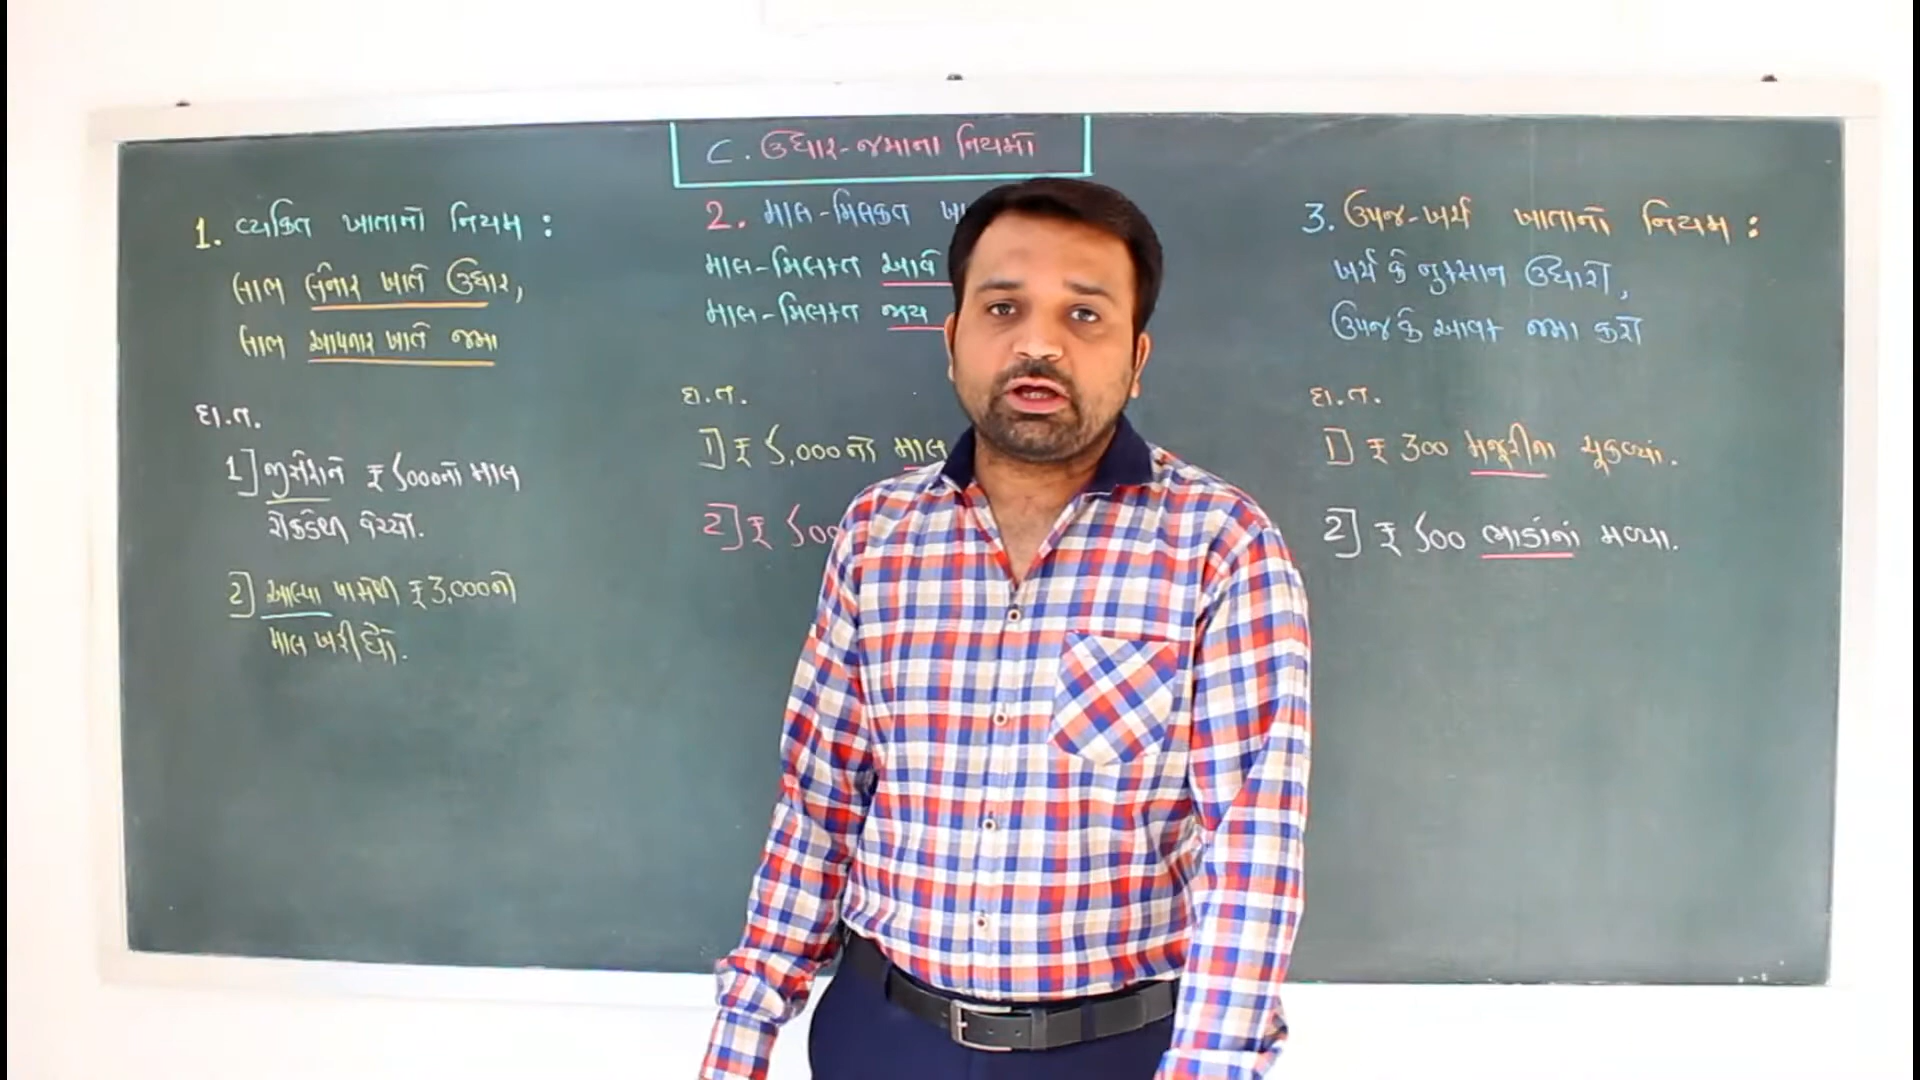 C. ઉધાર-જમાના નિયમો
1. વ્યકિત ખાતાનો નિયમ :
લાભ લેનાર ખાતે ઉધાર,
લાભ આપનાર ખાતે જમા
દા.ત.
1] જીજ્ઞેશને ₹ 5000નો માલ
રોકડેથી વેચ્યો.
2] આલ્યા પાસેથી ₹ 3,000નો
માલ ખરીદ્યો.
2. માલ-મિલકત
માલ-મિલકત આવે
માલ-મિલકત જાય
દા.ત.
1] ₹ 5,000નો માલ
2] ₹ 500
3. ઉપજ-ખર્ચ ખાતાનો નિયમ :
ખર્ચ કે નુકસાન ઉધારો,
ઉપજ કે આવક જમા કરો
દા.ત.
1] ₹ 300 મજૂરીના ચૂકવ્યાં.
2] ₹ 500 ભાડાંનાં મળ્યા.